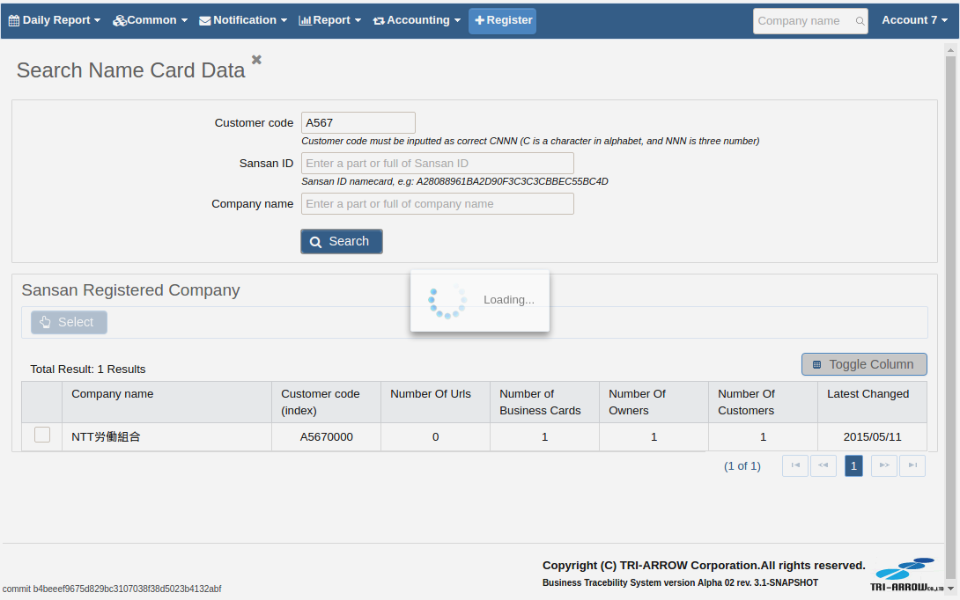 Daily Report Common Notification Report Accounting Register Company name Account 7
Search Name Card Data
Customer code A567
Customer code must be inputted as correct CNNN (C is a character in alphabet, and NNN is three number)
Sansan ID Enter a part or full of Sansan ID
Sansan ID namecard, e.g: A28088961BA2D90F3C3C3CBBEC55BC4D
Company name Enter a part or full of company name
Search
Loading...
Sansan Registered Company
Select
Total Result: 1 Results
Toggle Column
Company name Customer code (index) Number Of Urls Number of Business Cards Number Of Owners Number Of Customers Latest Changed
NTT労働組合 A5670000 0 1 1 1 2015/05/11
(1 of 1) 1
Copyright (C) TRI-ARROW Corporation.All rights reserved.
Business Tracebility System version Alpha 02 rev. 3.1-SNAPSHOT
TRI-ARROW CO.,LTD
commit b4beeef9675d829bc3107038f38d5023b4132abf